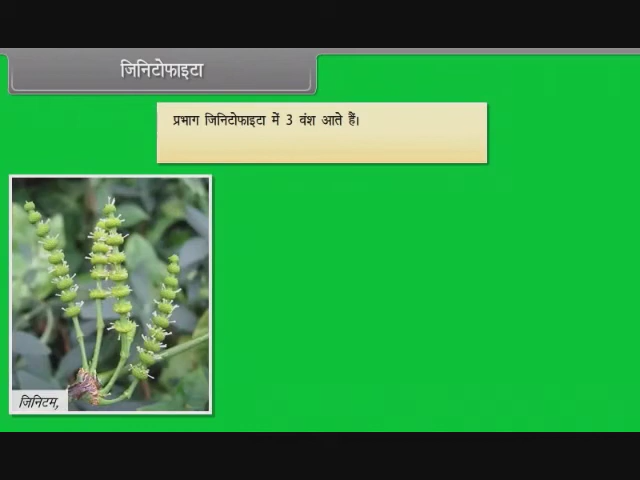 जिनिटोफाइटा
प्रभाग जिनिटोफाइटा में 3 वंश आते हैं।
जिनिटम,